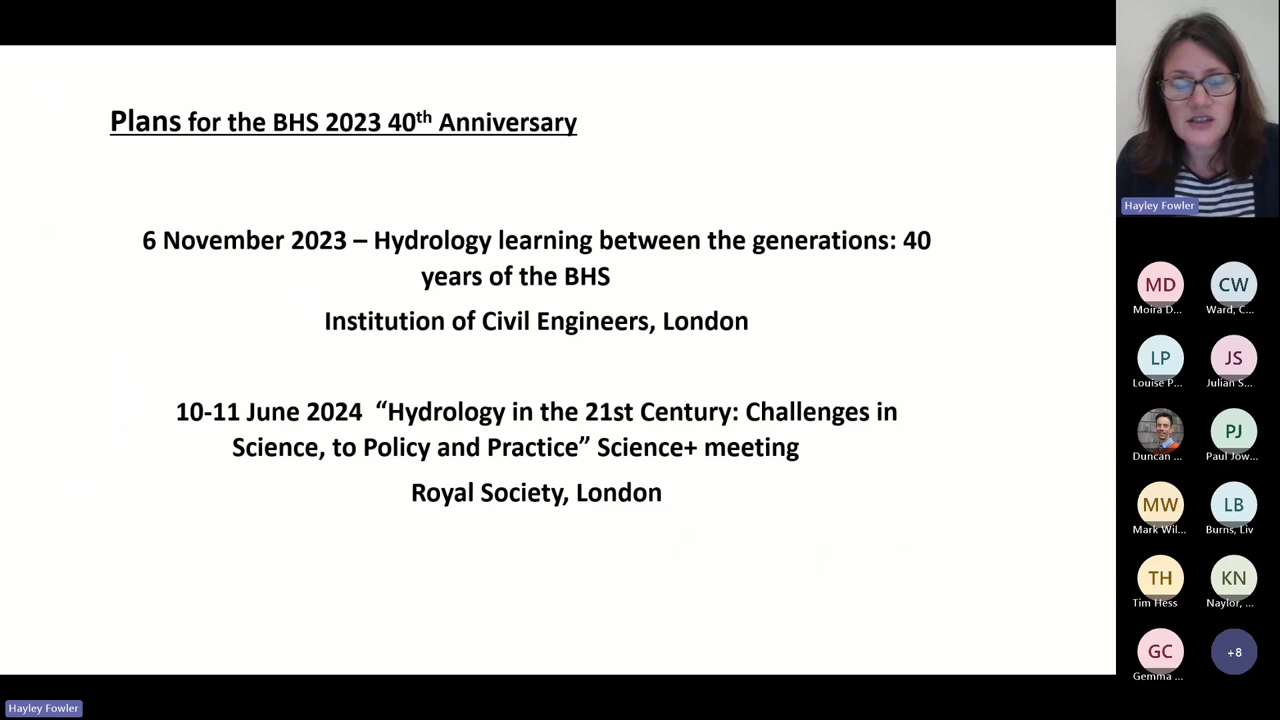 Plans for the BHS 2023 40th Anniversary
6 November 2023 – Hydrology learning between the generations: 40
years of the BHS
Institution of Civil Engineers, London
10-11 June 2024 “Hydrology in the 21st Century: Challenges in
Science, to Policy and Practice” Science+ meeting
Royal Society, London
Hayley Fowler
MD
CW
Moira D...
Ward, C...
LP
JS
Louise P...
Julian S...
PJ
Duncan ...
Paul Jow...
MW
LB
Mark Wil...
Burns, Liv
TH
KN
Tim Hess
Naylor, ...
GC
+8
Gemma ...
Hayley Fowler